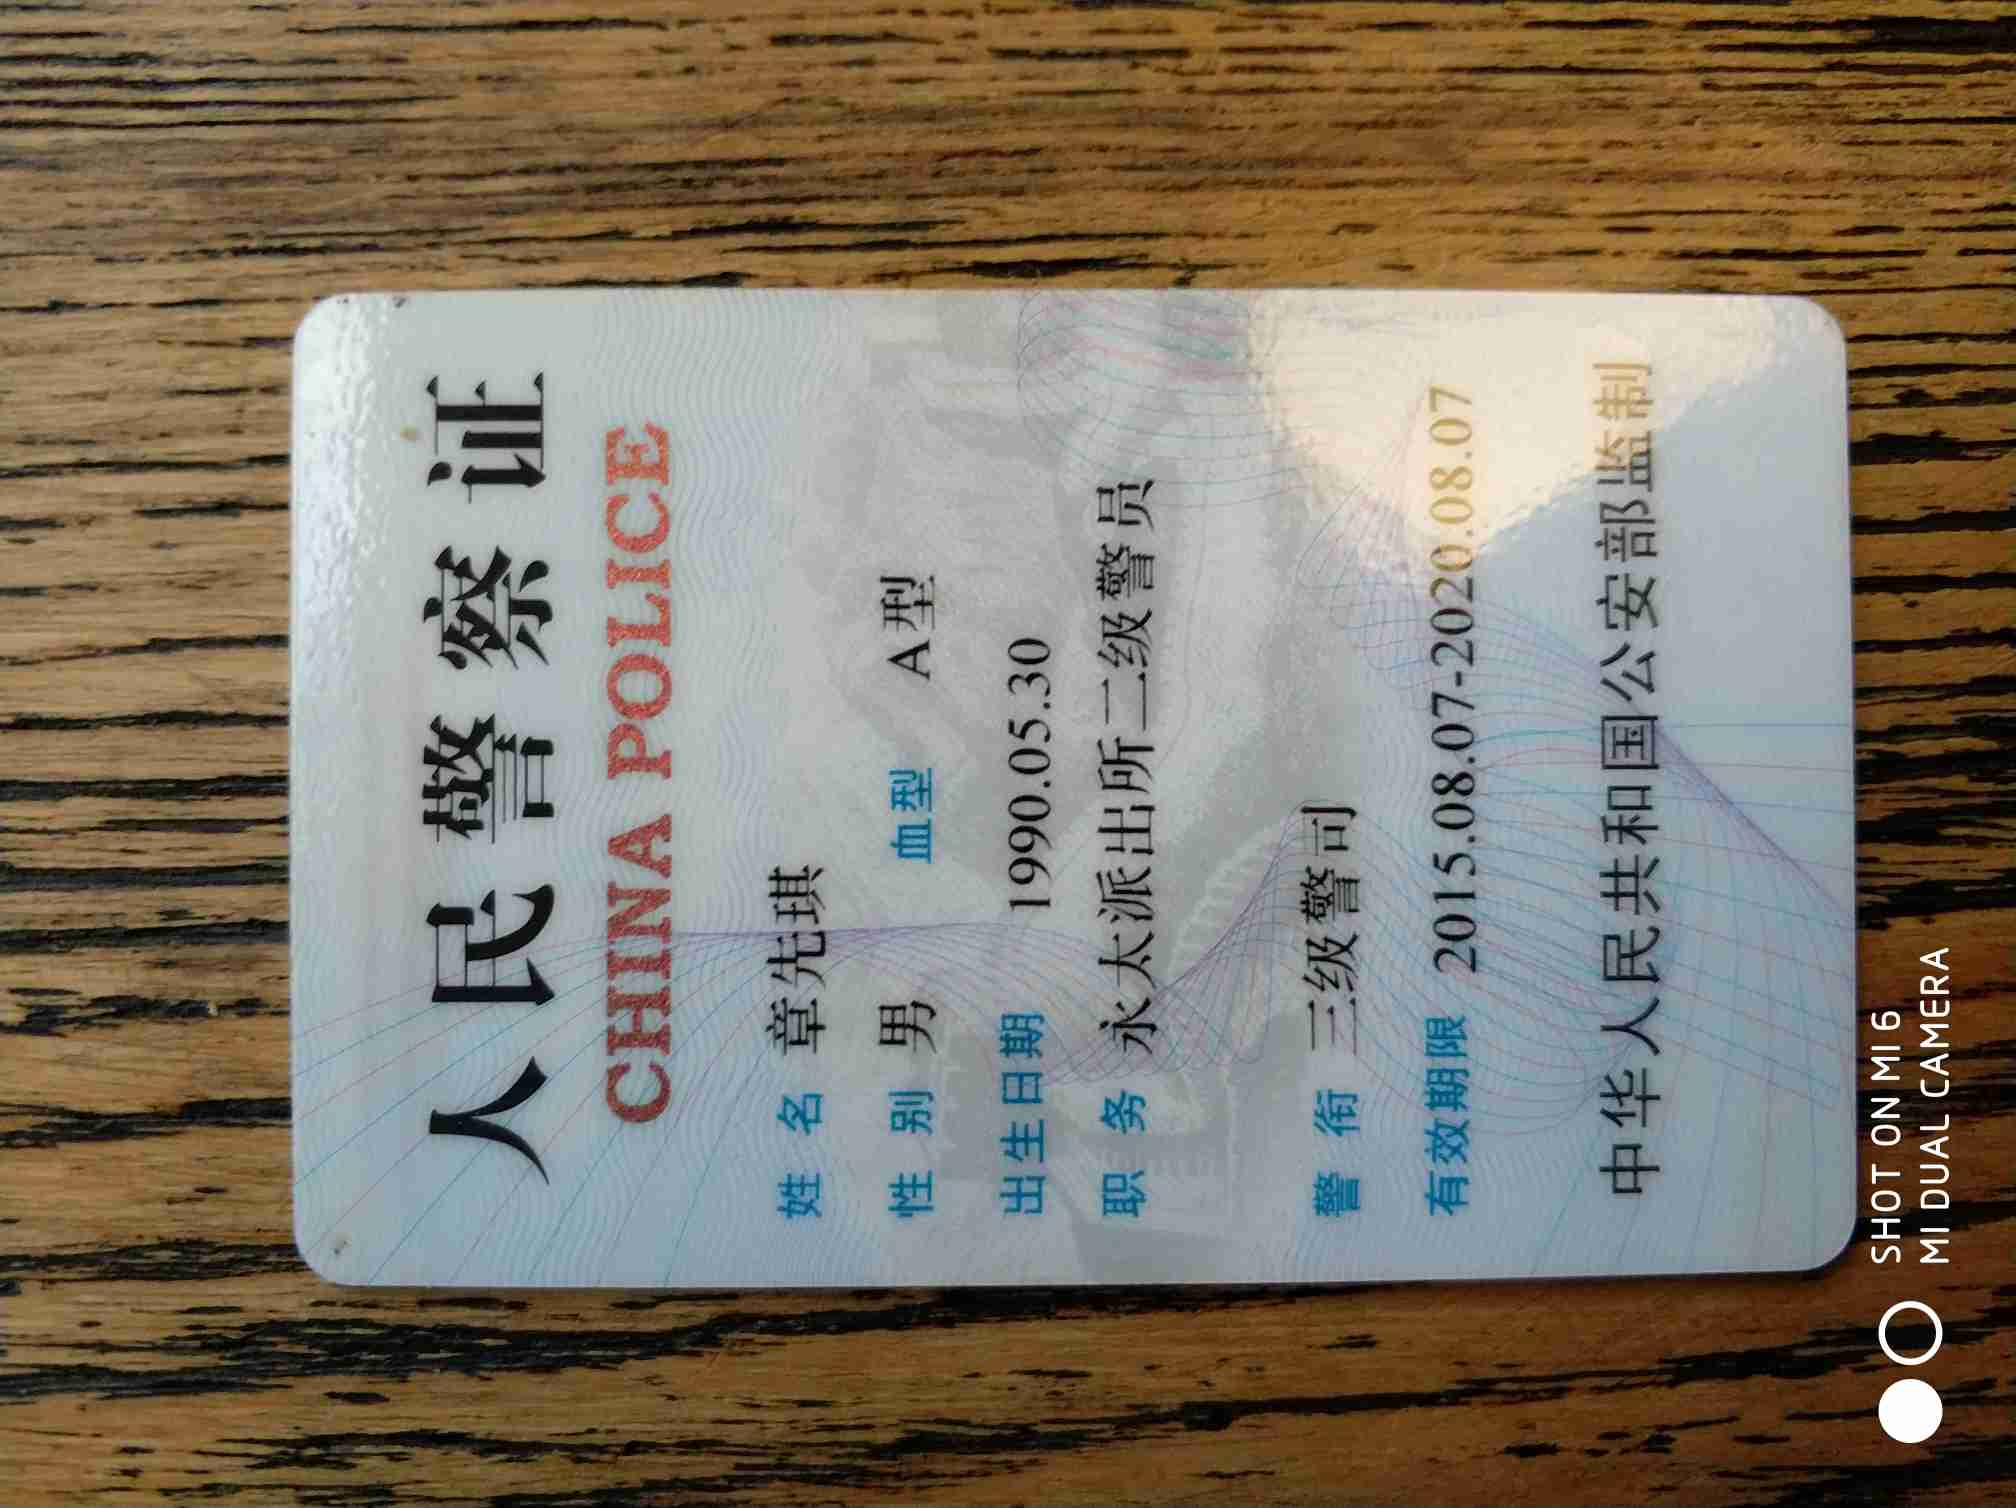 人民警察证
CHINA POLICE
姓 名 章先琪
性 别 男 血型 A型
出生日期 1990.05.30
职 务 永太派出所二级警员
警 衔 三级警司
有效期限 2015.08.07-2020.08.07
中华人民共和国公安部监制
SHOT ON MI 6
MI DUAL CAMERA